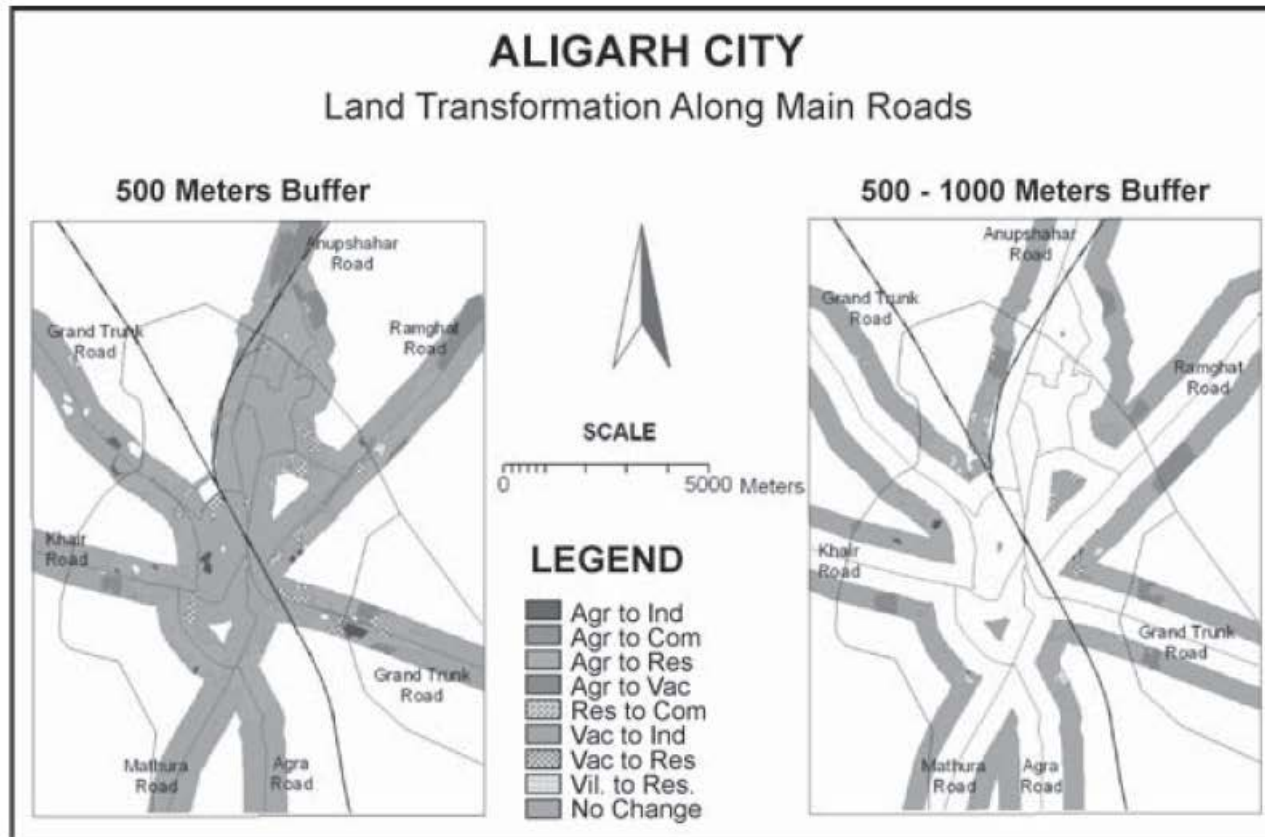 ALIGARH CITY
Land Transformation Along Main Roads
500 Meters Buffer
Anupshahar
Road
Grand Trunk
Road
Ramghat
Road
Khair
Road
Grand Trunk
Road
Mathura
Road
Agra
Road
SCALE
0 5000 Meters
LEGEND
Agr to Ind
Agr to Com
Agr to Res
Agr to Vac
Res to Com
Vac to Ind
Vac to Res
Vil. to Res.
No Change
500 - 1000 Meters Buffer
Anupshahar
Road
Grand Trunk
Road
Ramghat
Road
Khair
Road
Grand Trunk
Road
Mathura
Road
Agra
Road